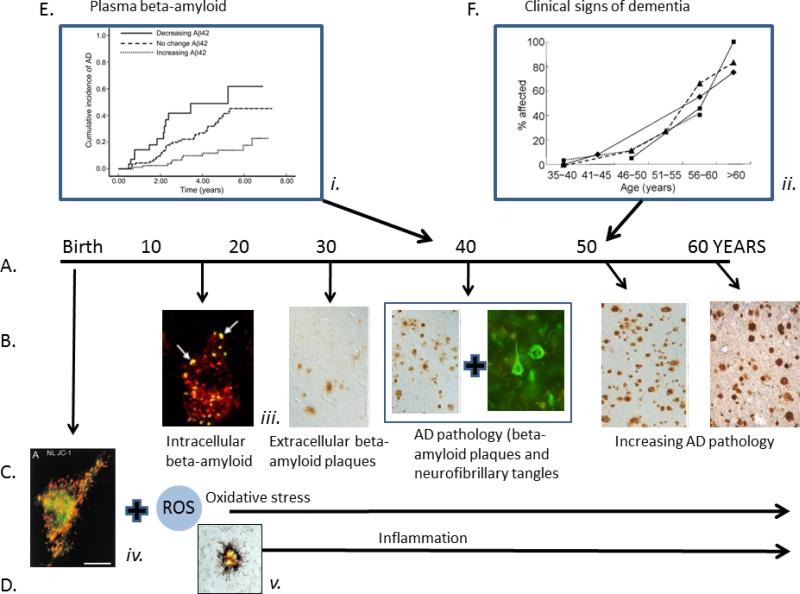 E. Plasma beta-amyloid
F. Clinical signs of dementia
Decreasing Aβ42
No change Aβ42
Increasing Aβ42
Cumulative incidence of AD
1.0
0.8
0.6
0.4
0.2
0.0
0.00 2.00 4.00 6.00 8.00
Time (years)
i.
% affected
100
80
60
40
20
0
35–40 41–45 46–50 51–55 56–60 >60
Age (years)
ii.
A.
Birth 10 20 30 40 50 60 YEARS
B.
iii.
Intracellular
beta-amyloid
Extracellular beta-
amyloid plaques
AD pathology (beta-
amyloid plaques and
neurofibrillary tangles
Increasing AD pathology
C.
A NL JC-1
iv.
ROS
Oxidative stress
Inflammation
D.
v.